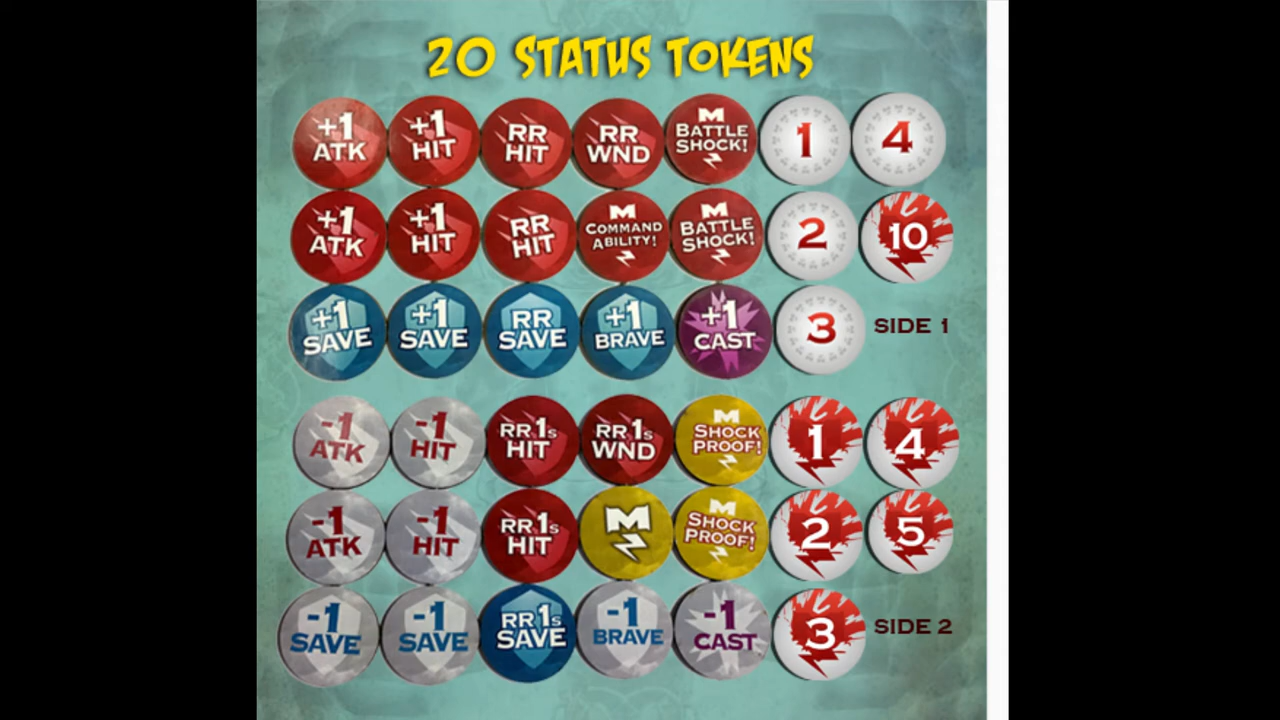 20 STATUS TOKENS
+1 ATK
+1 HIT
RR HIT
RR WND
M BATTLE SHOCK!
1
4
+1 ATK
+1 HIT
RR HIT
M COMMAND ABILITY!
M BATTLE SHOCK!
2
10
+1 SAVE
+1 SAVE
RR SAVE
+1 BRAVE
+1 CAST
3
SIDE 1
-1 ATK
-1 HIT
RR 1s HIT
RR 1s WND
M SHOCK PROOF!
1
4
-1 ATK
-1 HIT
RR 1s HIT
M
M SHOCK PROOF!
2
5
-1 SAVE
-1 SAVE
RR 1s SAVE
-1 BRAVE
-1 CAST
3
SIDE 2